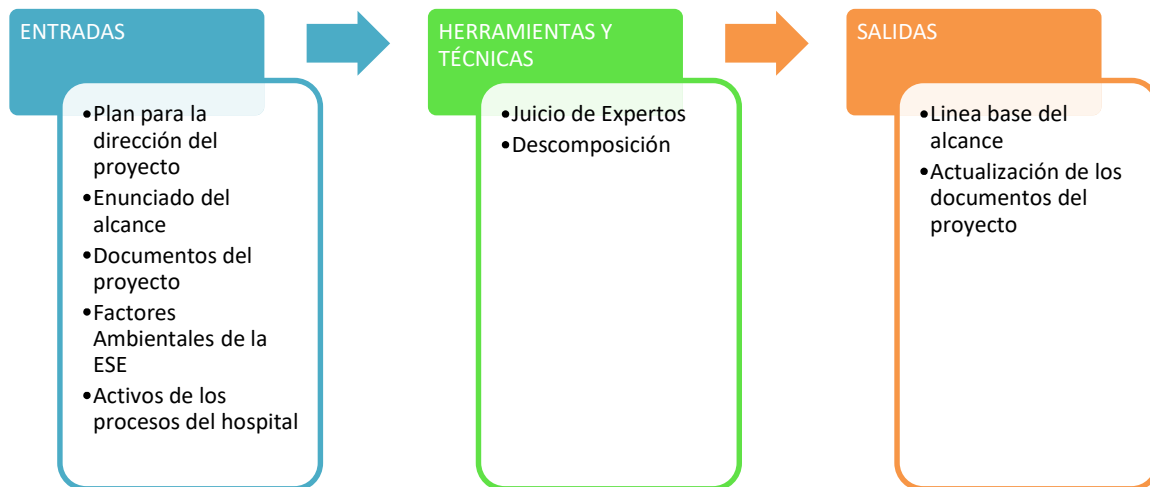 ENTRADAS
•Plan para la
dirección del
proyecto
•Enunciado del
alcance
•Documentos del
proyecto
•Factores
Ambientales de la
ESE
•Activos de los
procesos del hospital
HERRAMIENTAS Y
TÉCNICAS
•Juicio de Expertos
•Descomposición
SALIDAS
•Linea base del
alcance
•Actualización de los
documentos del
proyecto